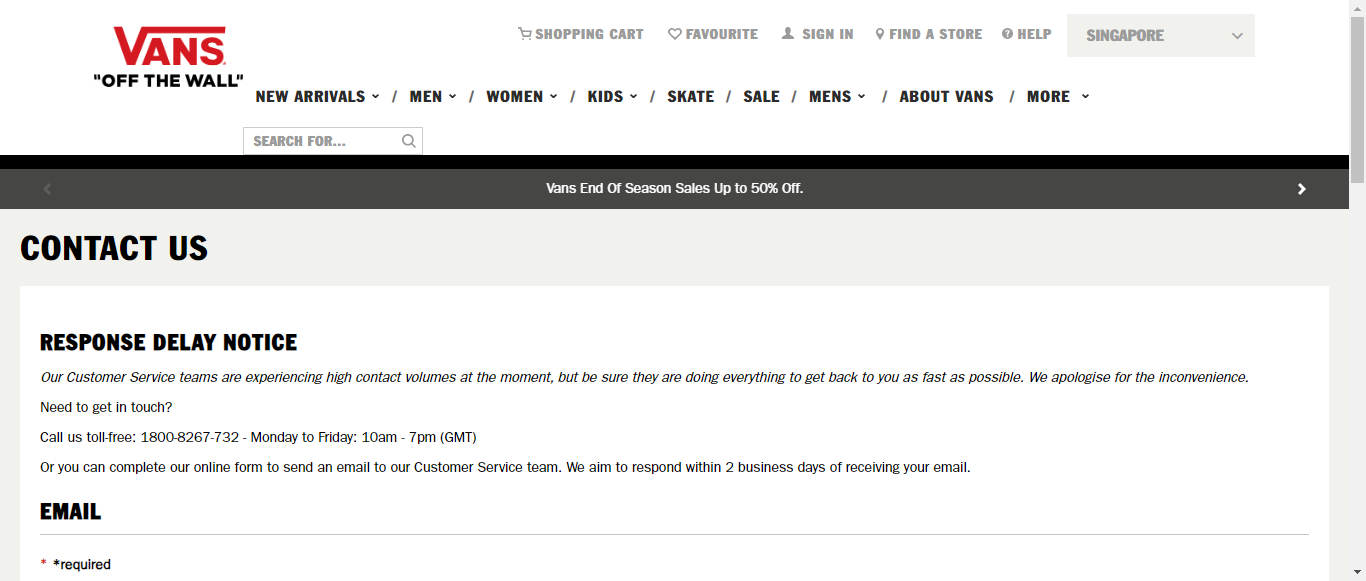 VANS
"OFF THE WALL"
SHOPPING CART FAVOURITE SIGN IN FIND A STORE HELP SINGAPORE
NEW ARRIVALS / MEN / WOMEN / KIDS / SKATE / SALE / MENS / ABOUT VANS / MORE
SEARCH FOR...
Vans End Of Season Sales Up to 50% Off.
CONTACT US
RESPONSE DELAY NOTICE
Our Customer Service teams are experiencing high contact volumes at the moment, but be sure they are doing everything to get back to you as fast as possible. We apologise for the inconvenience.
Need to get in touch?
Call us toll-free: 1800-8267-732 - Monday to Friday: 10am - 7pm (GMT)
Or you can complete our online form to send an email to our Customer Service team. We aim to respond within 2 business days of receiving your email.
EMAIL
* *required